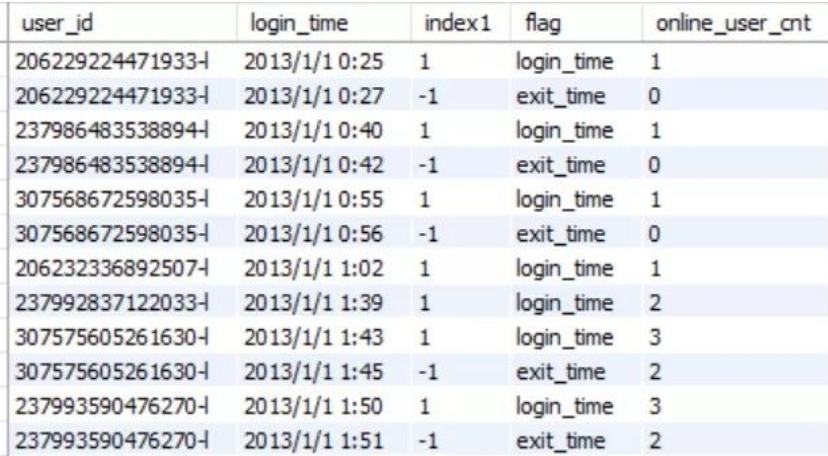 user_id login_time index1 flag online_user_cnt
206229224471933-l 2013/1/1 0:25 1 login_time 1
206229224471933-l 2013/1/1 0:27 -1 exit_time 0
237986483538894-l 2013/1/1 0:40 1 login_time 1
237986483538894-l 2013/1/1 0:42 -1 exit_time 0
307568672598035-l 2013/1/1 0:55 1 login_time 1
307568672598035-l 2013/1/1 0:56 -1 exit_time 0
206232336892507-l 2013/1/1 1:02 1 login_time 1
237992837122033-l 2013/1/1 1:39 1 login_time 2
307575605261630-l 2013/1/1 1:43 1 login_time 3
307575605261630-l 2013/1/1 1:45 -1 exit_time 2
237993590476270-l 2013/1/1 1:50 1 login_time 3
237993590476270-l 2013/1/1 1:51 -1 exit_time 2